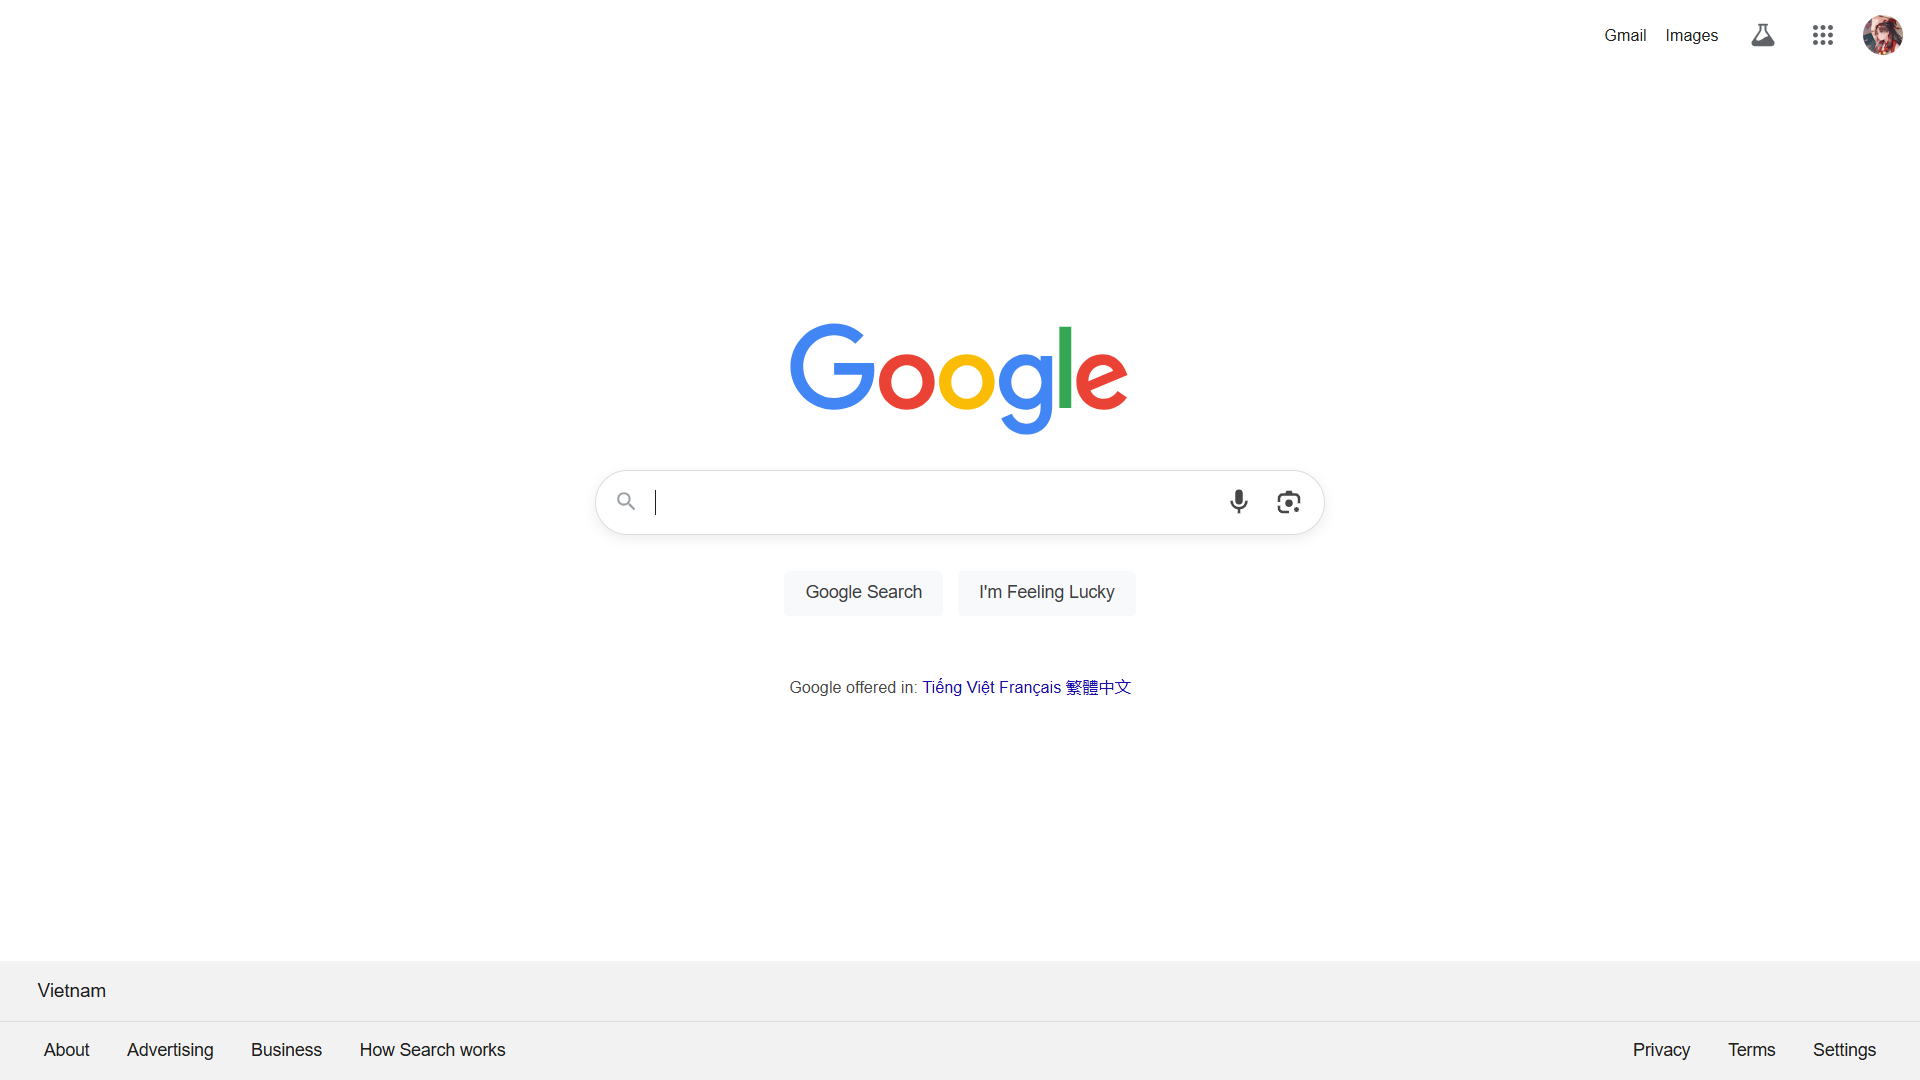 Gmail Images
Google
Google Search I'm Feeling Lucky
Google offered in: Tiếng Việt Français 繁體中文
Vietnam
About Advertising Business How Search works Privacy Terms Settings